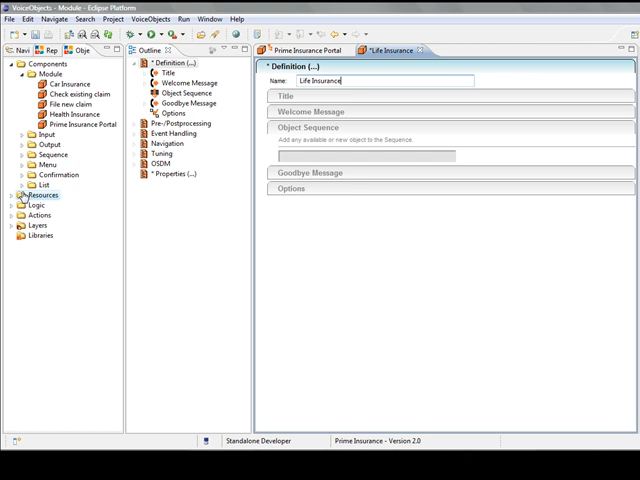 VoiceObjects - Module - Eclipse Platform
File Edit Navigate Search Project VoiceObjects Run Window Help
Navi Rep Obje
Components
Module
Car Insurance
Check existing claim
File new claim
Health Insurance
Prime Insurance Portal
Input
Output
Sequence
Menu
Confirmation
List
Resources
Logic
Actions
Layers
Libraries
Outline
* Definition (...)
Title
Welcome Message
Object Sequence
Goodbye Message
Options
Pre-/Postprocessing
Event Handling
Navigation
Tuning
OSDM
* Properties (...)
Prime Insurance Portal *Life Insurance
* Definition (...)
Name: Life Insurance
Title
Welcome Message
Object Sequence
Add any available or new object to the Sequence.
Goodbye Message
Options
Standalone Developer Prime Insurance - Version 2.0